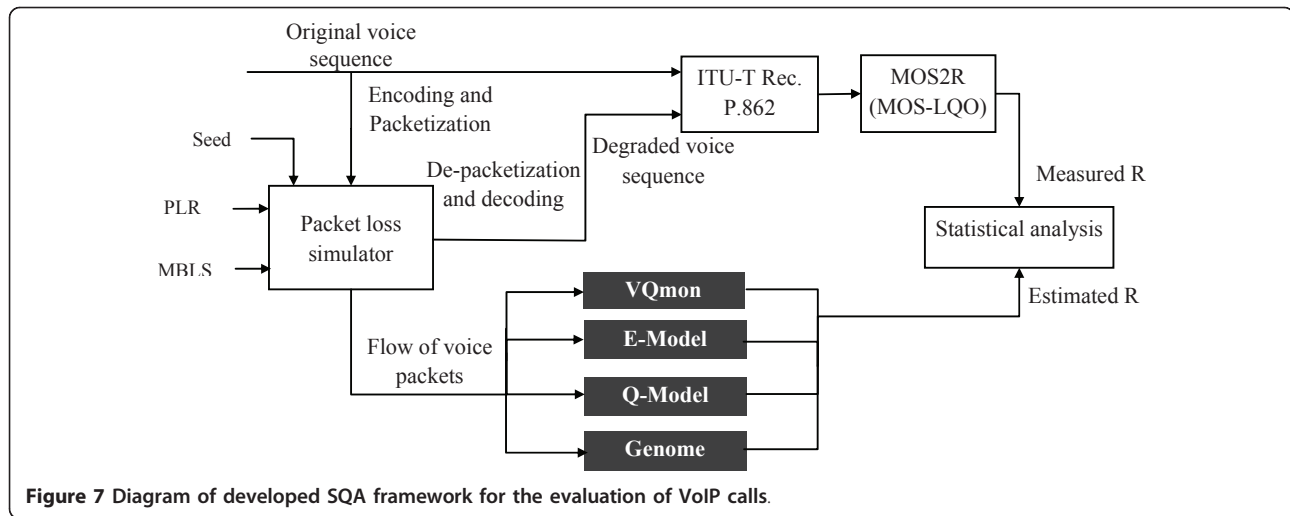 Original voice
sequence
Encoding and
Packetization
ITU-T Rec.
P.862
MOS2R
(MOS-LQO)
Seed
De-packetization
and decoding
Degraded voice
sequence
Measured R
PLR
Packet loss
simulator
Statistical analysis
MBLS
Estimated R
VQmon
E-Model
Flow of voice
packets
Q-Model
Genome
Figure 7 Diagram of developed SQA framework for the evaluation of VoIP calls.